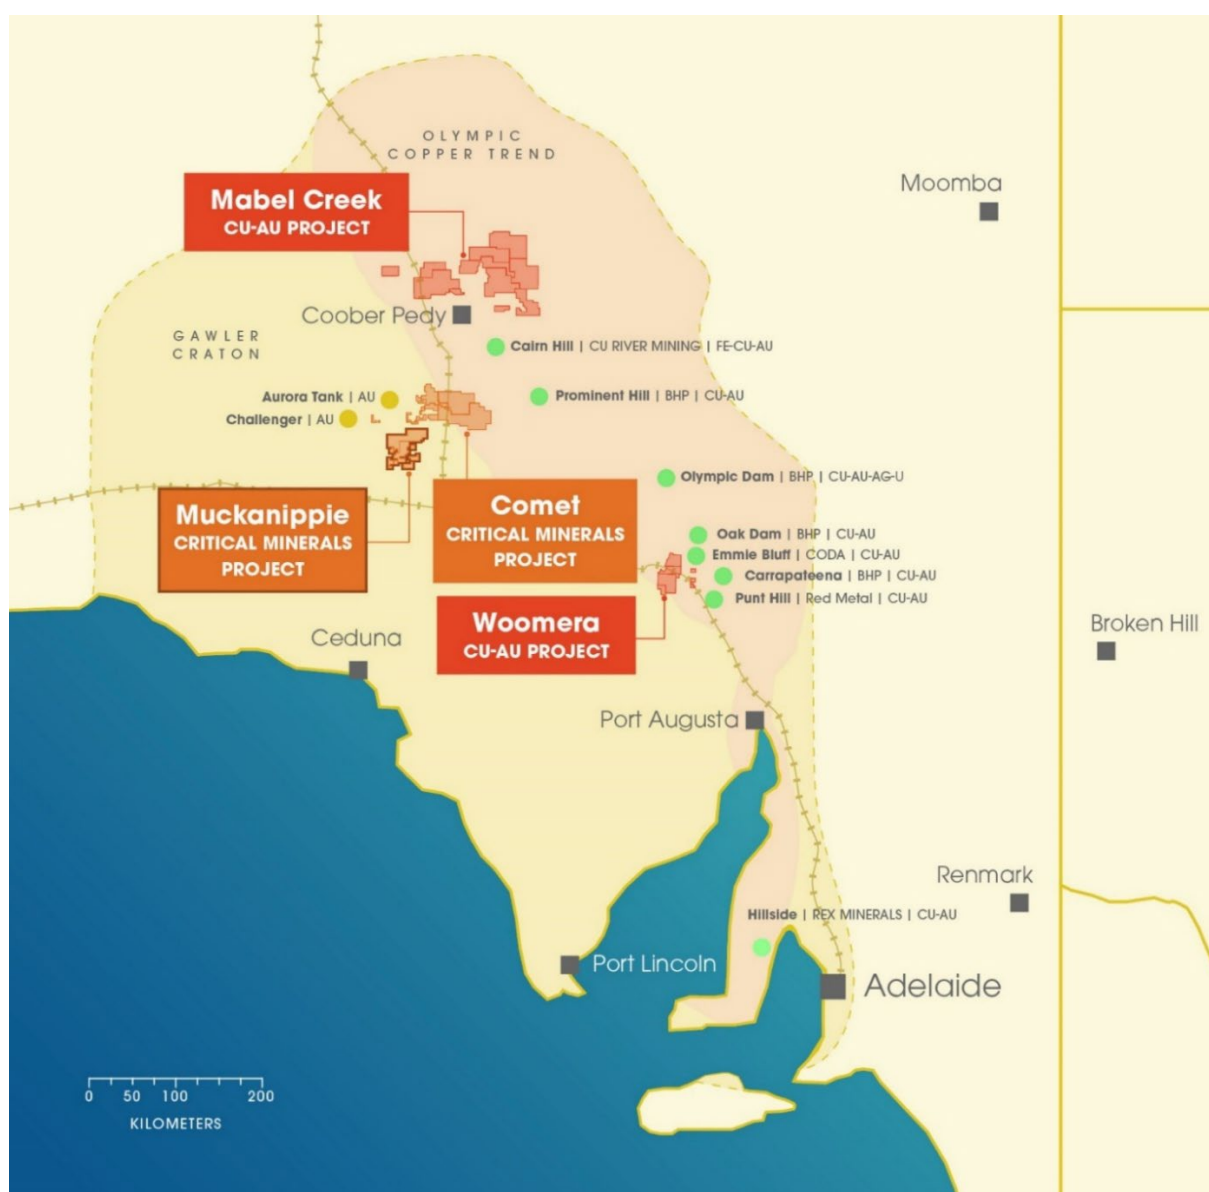 OLYMPIC
COPPER TREND
Moomba
Mabel Creek
CU-AU PROJECT
Coober Pedy
GAWLER
CRATON
Cairn Hill | CU RIVER MINING | FE-CU-AU
Aurora Tank | AU
Prominent Hill | BHP | CU-AU
Challenger | AU
Olympic Dam | BHP | CU-AU-AG-U
Muckanippie
CRITICAL MINERALS
PROJECT
Comet
CRITICAL MINERALS
PROJECT
Oak Dam | BHP | CU-AU
Emmie Bluff | CODA | CU-AU
Carrapateena | BHP | CU-AU
Punt Hill | Red Metal | CU-AU
Woomera
CU-AU PROJECT
Ceduna
Broken Hill
Port Augusta
Renmark
Hillside | REX MINERALS | CU-AU
Port Lincoln
Adelaide
0 50 100 200
KILOMETERS